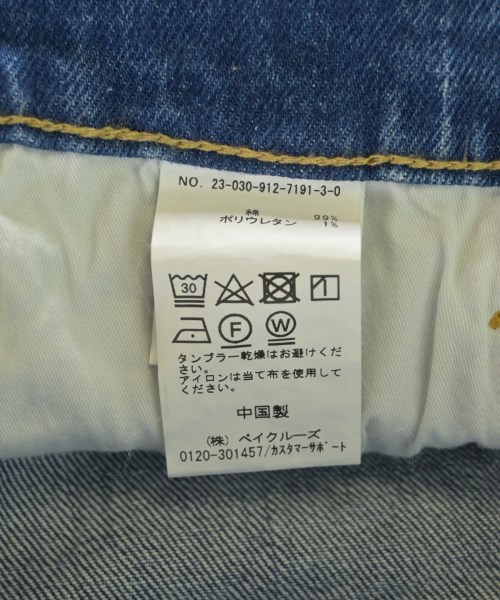 NO. 23-030-912-7191-3-0
綿 99%
ポリウレタン 1%
30
F W
タンブラー乾燥はお避けくだ
さい。
アイロンは当て布を使用して
ください。
中国製
(株) ベイクルーズ
0120-301457/カスタマーサポート